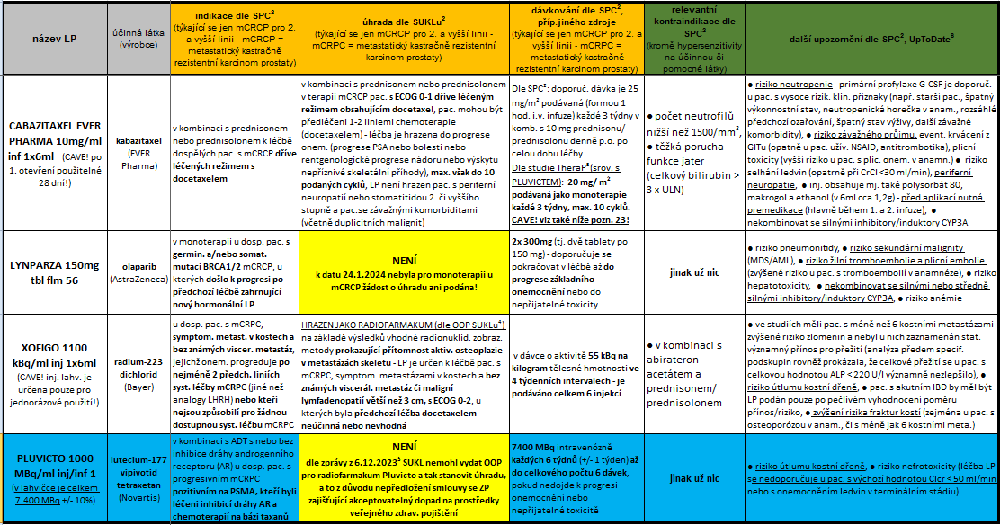 název LP
účinná látka
(výrobce)
indikace dle SPC²
(týkající se jen mCRCP pro 2.
a vyšší linii - mCRCP =
metastatický kastračně
rezistentní karcinom prostaty)
úhrada dle SUKLu²
(týkající se jen mCRCP pro 2. a vyšší linii -
mCRPC = metastatický kastračně rezistentní
karcinom prostaty)
dávkování dle SPC²,
příp.jiného zdroje
(týkající se jen mCRCP pro 2. a
vyšší linii - mCRPC =
metastatický kastračně
rezistentní karcinom prostaty)
relevantní
kontraindikace dle
SPC²
(kromě hypersenzitivity
na účinnou či
pomocné látky)
další upozornění dle SPC², UpToDate⁸
CABAZITAXEL EVER
PHARMA 10mg/ml
inf 1x6ml (CAVE! po
1. otevření použitelné
28 dní!)
kabazitaxel
(EVER
Pharma)
v kombinaci s prednisonem
nebo prednisolonem k léčbě
dospělých pac. s mCRCP dříve
léčených režimem s
docetaxelem
v kombinaci s prednisonem nebo prednisolonem
v terapii mCRCP pac. s ECOG 0-1 dříve léčeným
režimem obsahujícím docetaxel, pac. mohou být
předléčeni 1-2 liniemi chemoterapie
(docetaxelem) - léčba je hrazena do progrese
onem. (progrese PSA nebo bolesti nebo
rentgenologické progrese nádoru nebo výskytu
nepříznivé skeletální příhody), max. však do 10
podaných cyklů, LP není hrazen pac. s periferní
neuropatií nebo stomatitidou 2. či vyššího
stupně a pac.se závažnými komorbiditami
(včetně duplicitních malignit)
Dle SPC²: doporuč. dávka je 25
mg/m² podávaná (formou 1
hod. i.v. infuze) každé 3 týdny v
komb. s 10 mg prednisonu/
prednisolonu denně p.o. po
celou dobu léčby.
Dle studie TheraP⁵(srov. s
PLUVICTEM): 20mg/ m²
podávaná jako monoterapie
každé 3 týdny, max. 10 cyklů.
CAVE! viz také níže pozn. 23!
● počet neutrofilů
nižší než 1500/mm³,
● těžká porucha
funkce jater
(celkový bilirubin >
3 x ULN)
● riziko neutropenie - primární profylaxe G-CSF je doporuč.
u pac. s vysoce rizik. klin. příznaky (např. starší pac., špatný
výkonnostní stav, neutropenická horečka v anam., rozsáhlé
předchozí ozařování, špatný stav výživy, další závažné
komorbidity), ● riziko závažného průjmu, event. krvácení z
GITu (opatně u pac. užív. NSAID, antitrombotika), plicní
toxicity (vyšší riziko u pac. s plic. onem. v anamn.) ● riziko
selhání ledvin (opatně při CrCl <30 ml/min), periferní
neuropatie, ● inj. obsahuje mj. také polysorbát 80,
makrogol a ethanol (v 6ml cca 1,2g) - před aplikací nutná
premedikace (hlavně během 1. a 2. infuze), ●
nekombinovat se silnými inhibitory/induktory CYP3A
LYNPARZA 150mg
tbl flm 56
olaparib
(AstraZeneca)
v monoterapii u dosp. pac. s
germin. a/nebo somat.
mutací BRCA1/2 mCRCP, u
kterých došlo k progesi po
předchozí léčbě zahrnující
nový hormonální LP
NENÍ
k datu 24.1.2024 nebyla pro monoterapii u
mCRCP žádost o úhradu ani podána!
2x 300mg (tj. dvě tablety po
150 mg) - doporučuje se
pokračovat v léčbě až do
progrese základního
onemocnění nebo do
nepřijatelné toxicity
jinak už nic
● riziko pneumonitidy, ● riziko sekundární malignity
(MDS/AML), ● riziko žilní tromboembolie a plicní embolie
(zvýšené riziku u pac. s tromboemolií v anamnéze), ● riziko
hepatotoxicity, ● nekombinovat se silnými nebo středně
silnými inhibitory/induktory CYP3A, ● riziko anémie
XOFIGO 1100
kBq/ml inj 1x6ml
(CAVE! inj. lahv. je
určena pouze pro
jednorázové použití!)
radium-223
dichlorid
(Bayer)
u dosp. pac. s mCRPC,
symptom. metast. v kostech a
bez známých viscer. metastáz,
jejichž onem. progreduje po
nejméně 2 předch. liniích
syst. léčby mCRPC (jiné než
analogy LHRH) nebo kteří
nejsou způsobilí pro žádnou
dostupnou syst. léčbu mCRPC
HRAZEN JAKO RADIOFARMAKUM (dle OOP SUKLu⁴)
na základě výsledků vhodné radionuklid. zobraz.
metody prokazující přítomnost aktiv. osteoplazie v
metastázách skeletu - LP je určen k léčbě pac. s
mCRPC, symptom. metastázami v kostech a bez
známých viscerál. metastáz či maligní
lymfadenopatií větší než 3 cm, s ECOG 0-2, u
kterých byla předchozí léčba docetaxelem
neúčinná nebo nevhodná
v dávce o aktivitě 55 kBq na
kilogram tělesné hmotnosti ve
4 týdenních intervalech - je
podáváno celkem 6 injekcí
● v kombinaci s
abirateron-
acetátem a
prednisonem/
prednisolonem
● ve studiích měli pac. s méně než 6 kostními metastázami
zvýšené riziko zlomenin a nebyl u nich zaznamenán stat.
významný přínos pro přežití (analýza předem specif.
podskupin rovněž prokázala, že celkové přežití se u pac. s
celkovou hodnotou ALP < 220 U/l významně nezlepšilo), ●
riziko útlumu kostní dřeně, ● pac. s akutním IBD by měl být
LP podán pouze po pečlivém vyhodnocení poměru
přínos/riziko, ● zvýšení rizika fraktur kostí (zejména u pac. s
osteoporózou v anam., či s méně jak 6 kostními meta.)
PLUVICTO 1000
MBq/ml inj/inf 1
(v lahvičce je celkem
7.400 MBq +/- 10%)
lutecium-177
vipivotid
tetraxetan
(Novartis)
v kombinaci s ADT s nebo bez
inhibice dráhy androgenního
receptoru (AR) u dosp. pac. s
progresivním mCRPC
pozitivním na PSMA, kteří byli
léčeni inhibicí dráhy AR a
chemoterapií na bázi taxanů
NENÍ
dle zprávy z 6.12.2023³ SUKL nemohl vydat OOP
pro radiofarmakum Pluvicto a tak stanovit úhradu,
a to z důvodu nepředložení smlouvy se ZP
zajišťující akceptovatelný dopad na prostředky
veřejného zdrav. pojištění
7400 MBq intravenózně
každých 6 týdnů (+/- 1 týden) až
do celkového počtu 6 dávek,
pokud nedojde k progresi
onemocnění nebo
nepřijatelné toxicitě
jinak už nic
● riziko útlumu kostní dřeně, ● riziko nefrotoxicity (léčba LP
se nedoporučuje u pac. s výchozí hodnotou Clcr < 50 ml/min
nebo s onemocněním ledvin v terminálním stádiu)